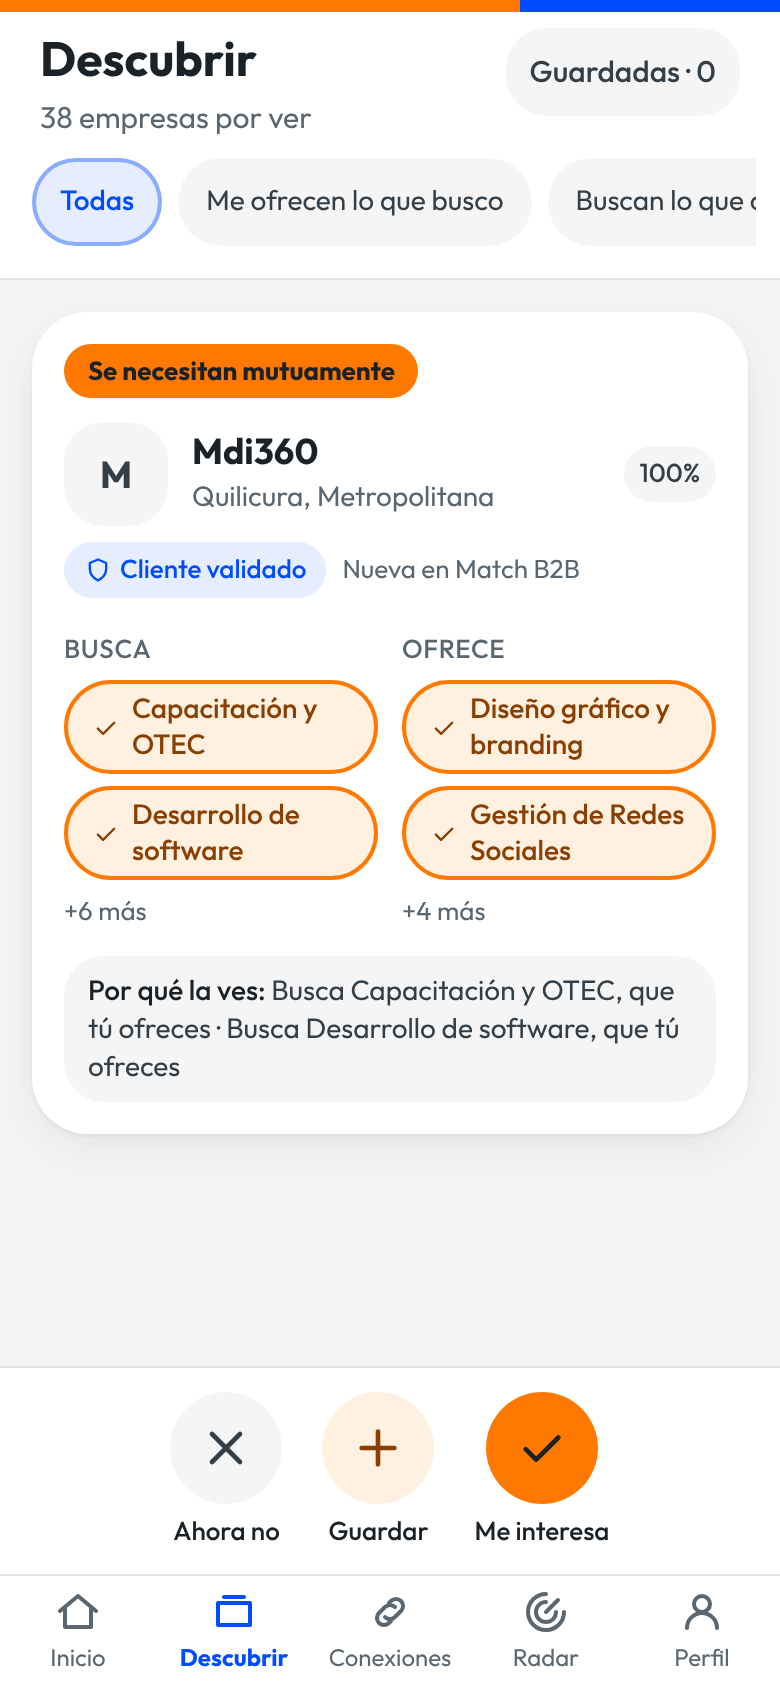 Descubrir
Guardadas · 0
38 empresas por ver
Todas
Me ofrecen lo que busco
Buscan lo que
Se necesitan mutuamente
M
Mdi360
Quilicura, Metropolitana
100%
Cliente validado
Nueva en Match B2B
BUSCA
Capacitación y
OTEC
Desarrollo de
software
+6 más
OFRECE
Diseño gráfico y
branding
Gestión de Redes
Sociales
+4 más
Por qué la ves: Busca Capacitación y OTEC, que
tú ofreces · Busca Desarrollo de software, que tú
ofreces
Ahora no
Guardar
Me interesa
Inicio
Descubrir
Conexiones
Radar
Perfil